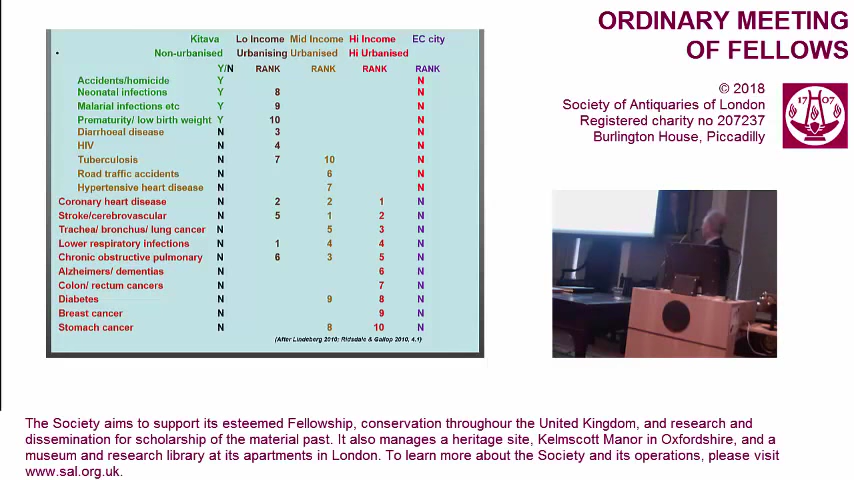 ORDINARY MEETING
OF FELLOWS
© 2018
Society of Antiquaries of London
Registered charity no 207237
Burlington House, Piccadilly
1707
Kitava Lo Income Mid Income Hi Income EC city
• Non-urbanised Urbanising Urbanised Hi Urbanised
Y/N RANK RANK RANK RANK
Accidents/homicide Y N
Neonatal infections Y 8 N
Malarial infections etc Y 9 N
Prematurity/ low birth weight Y 10 N
Diarrhoeal disease N 3 N
HIV N 4 N
Tuberculosis N 7 10 N
Road traffic accidents N 6 N
Hypertensive heart disease N 7 N
Coronary heart disease N 2 2 1 N
Stroke/cerebrovascular N 5 1 2 N
Trachea/ bronchus/ lung cancer N 5 3 N
Lower respiratory infections N 1 4 4 N
Chronic obstructive pulmonary N 6 3 5 N
Alzheimers/ dementias N 6 N
Colon/ rectum cancers N 7 N
Diabetes N 9 8 N
Breast cancer N 9 N
Stomach cancer N 8 10 N
(After Lindeberg 2010; Ridsdale & Gallop 2010, 4.1)
The Society aims to support its esteemed Fellowship, conservation throughour the United Kingdom, and research and
dissemination for scholarship of the material past. It also manages a heritage site, Kelmscott Manor in Oxfordshire, and a
museum and research library at its apartments in London. To learn more about the Society and its operations, please visit
www.sal.org.uk.